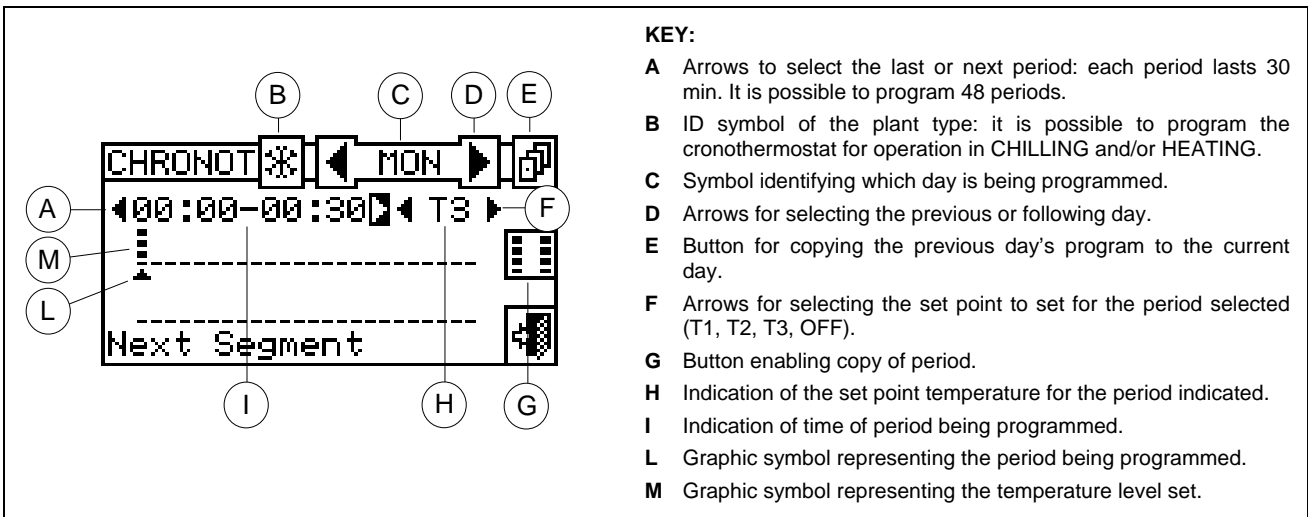 B C D E
CHRONOT MON
A 00:00-00:30 T3 F
M
L
Next Segment
I H G
KEY:
A Arrows to select the last or next period: each period lasts 30
min. It is possible to program 48 periods.
B ID symbol of the plant type: it is possible to program the
cronothermostat for operation in CHILLING and/or HEATING.
C Symbol identifying which day is being programmed.
D Arrows for selecting the previous or following day.
E Button for copying the previous day's program to the current
day.
F Arrows for selecting the set point to set for the period selected
(T1, T2, T3, OFF).
G Button enabling copy of period.
H Indication of the set point temperature for the period indicated.
I Indication of time of period being programmed.
L Graphic symbol representing the period being programmed.
M Graphic symbol representing the temperature level set.